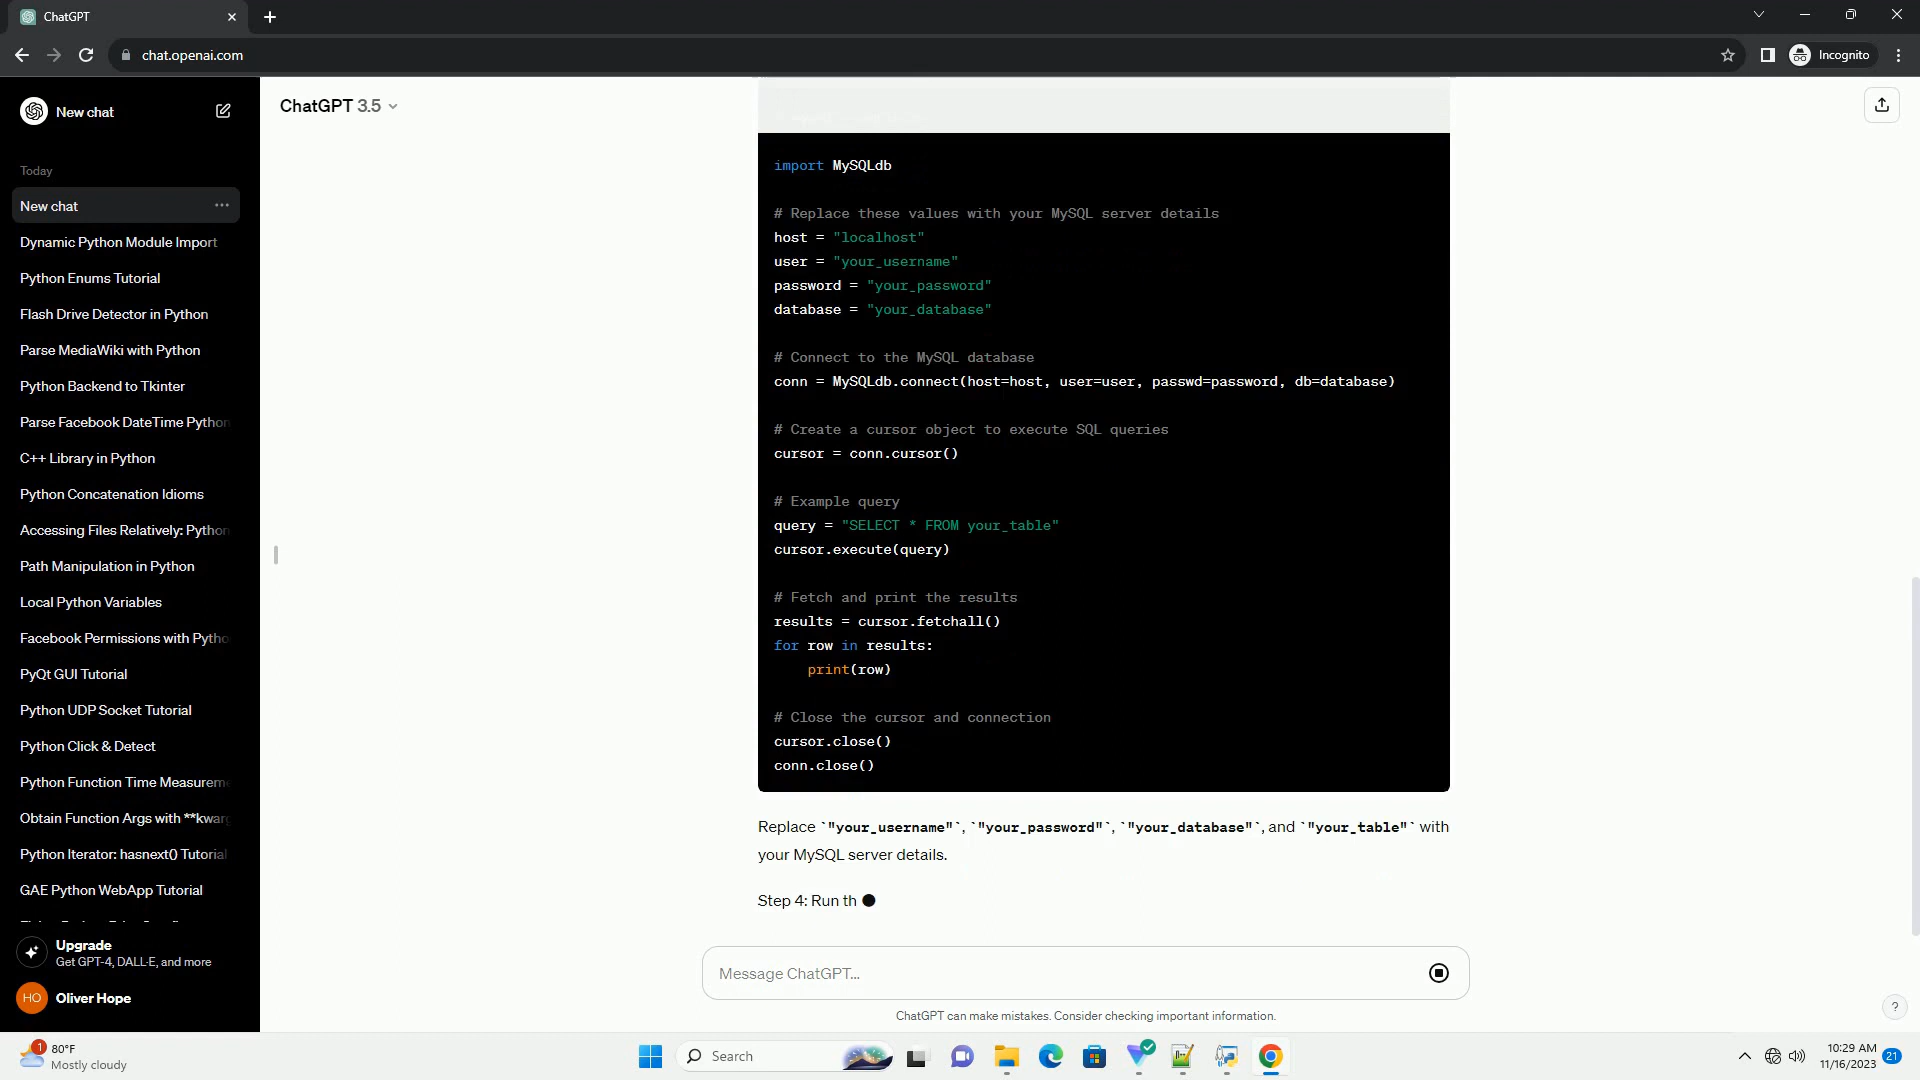 ChatGPT
chat.openai.com
Incognito
New chat
Today
New chat
Dynamic Python Module Import
Python Enums Tutorial
Flash Drive Detector in Python
Parse MediaWiki with Python
Python Backend to Tkinter
Parse Facebook DateTime Python
C++ Library in Python
Python Concatenation Idioms
Accessing Files Relatively: Python
Path Manipulation in Python
Local Python Variables
Facebook Permissions with Pytho
PyQt GUI Tutorial
Python UDP Socket Tutorial
Python Click & Detect
Python Function Time Measureme
Obtain Function Args with **kwarg
Python Iterator: hasnext() Tutorial
GAE Python WebApp Tutorial
Upgrade
Get GPT-4, DALL·E, and more
HO
Oliver Hope
ChatGPT 3.5
import MySQLdb
# Replace these values with your MySQL server details
host = "localhost"
user = "your_username"
password = "your_password"
database = "your_database"
# Connect to the MySQL database
conn = MySQLdb.connect(host=host, user=user, passwd=password, db=database)
# Create a cursor object to execute SQL queries
cursor = conn.cursor()
# Example query
query = "SELECT * FROM your_table"
cursor.execute(query)
# Fetch and print the results
results = cursor.fetchall()
for row in results:
    print(row)
# Close the cursor and connection
cursor.close()
conn.close()
Replace `"your_username"`, `"your_password"`, `"your_database"`, and `"your_table"` with
your MySQL server details.
Step 4: Run th
Message ChatGPT...
ChatGPT can make mistakes. Consider checking important information.
?
1
80°F
Mostly cloudy
Search
10:29 AM
11/16/2023
21